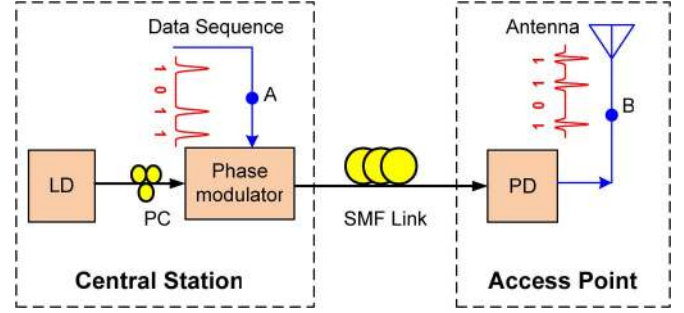 Data Sequence
1 0 1 1
A
LD
PC
Phase
modulator
Central Station
SMF Link
Antenna
1 0 1 1
B
PD
Access Point